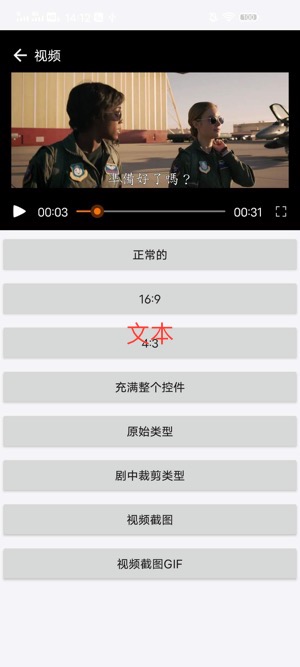 视频
準備好了嗎？
00:03
00:31
正常的
16:9
文本
4:3
充满整个控件
原始类型
剧中裁剪类型
视频截图
视频截图GIF